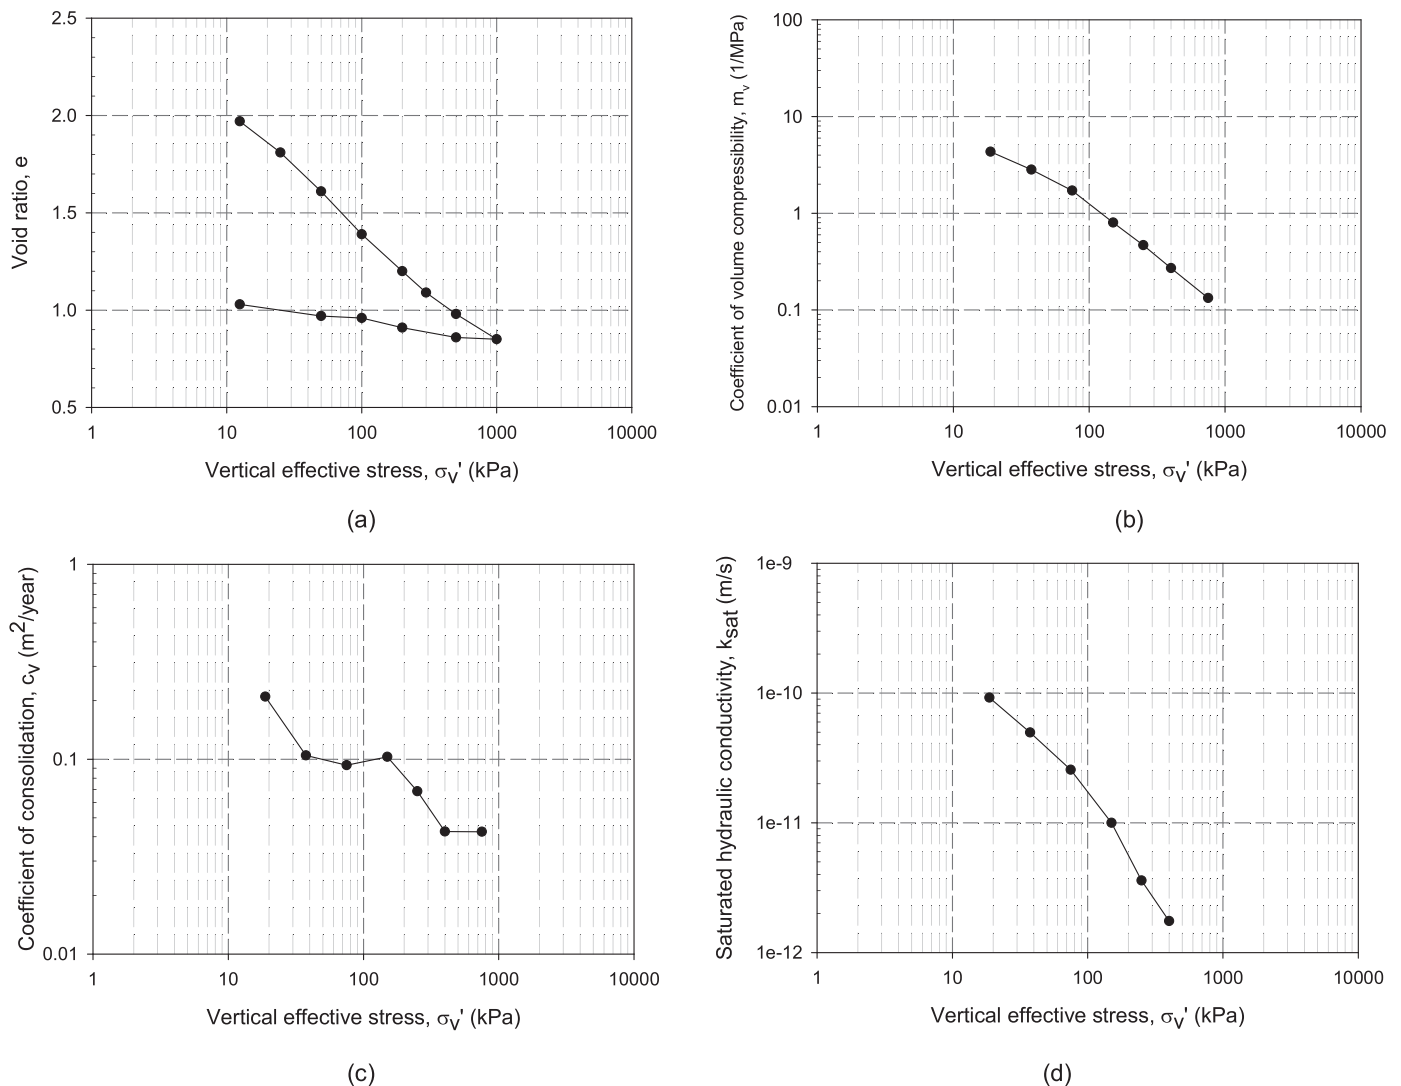 2.5
2.0
1.5
1.0
0.5
Void ratio, e
1 10 100 1000 10000
Vertical effective stress, σv' (kPa)
(a)
100
10
1
0.1
0.01
Coefficient of volume compressibility, mv (1/MPa)
1 10 100 1000 10000
Vertical effective stress, σv' (kPa)
(b)
1
0.1
0.01
Coefficient of consolidation, cv (m2/year)
1 10 100 1000 10000
Vertical effective stress, σv' (kPa)
(c)
1e-9
1e-10
1e-11
1e-12
Saturated hydraulic conductivity, ksat (m/s)
1 10 100 1000 10000
Vertical effective stress, σv' (kPa)
(d)